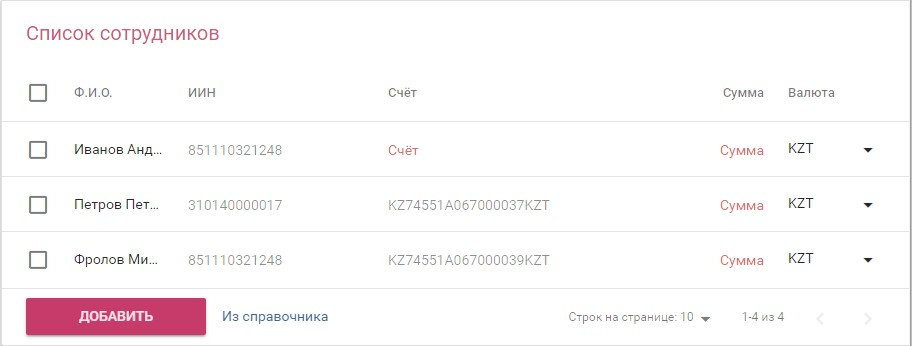 Список сотрудников
Ф.И.О. ИИН Счёт Сумма Валюта
Иванов Анд... 851110321248 Счёт Сумма KZT
Петров Пет... 310140000017 KZ74551A067000037KZT Сумма KZT
Фролов Ми... 851110321248 KZ74551A067000039KZT Сумма KZT
ДОБАВИТЬ Из справочника Строк на странице: 10 1-4 из 4